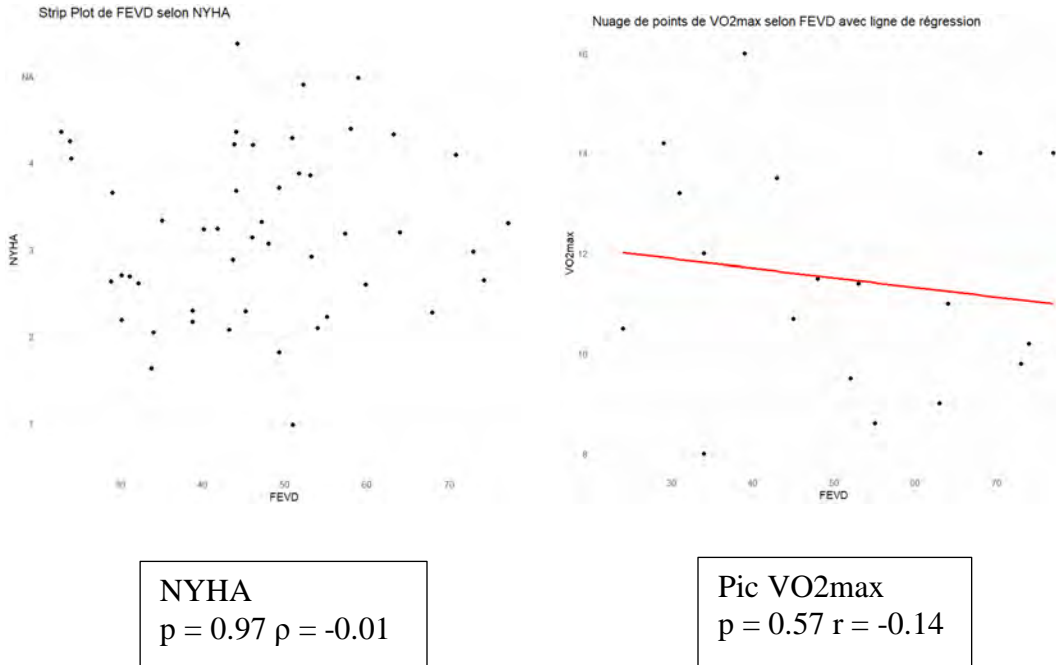 Strip Plot de FEVD selon NYHA
NA
4
3
2
1
NYHA
30
40
50
60
70
FEVD
Nuage de points de VO2max selon FEVD avec ligne de régression
16
14
12
10
8
VO2max
30
40
50
60
70
FEVD
NYHA
p = 0.97 ρ = -0.01
Pic VO2max
p = 0.57 r = -0.14